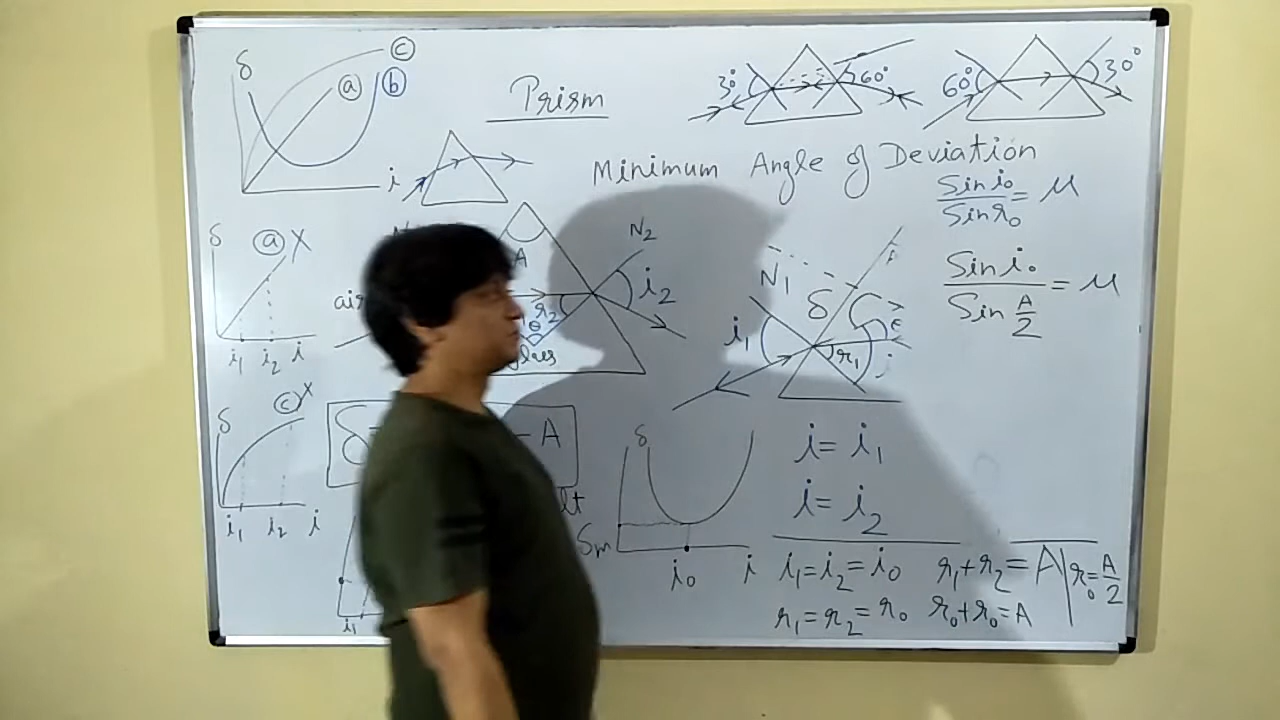 δ
ⓒ
ⓐ
ⓑ
i
Prism
30°
60°
60°
30°
Minimum Angle of Deviation
Sin i₀ / Sin r₀ = μ
Sin i₀ / Sin A/2 = μ
δ
ⓐ X
i₁ i₂ i
A
N₂
i₂
r₂
θ
N₁
δ
i₁
r₁
δ
ⓒ X
i₁ i₂ i
δ
- A
δ
δm
i₀ i
i₁
i = i₁
i = i₂
i₁ = i₂ = i₀
r₁ = r₂ = r₀
r₁ + r₂ = A
r₀ + r₀ = A
r₀ = A/2